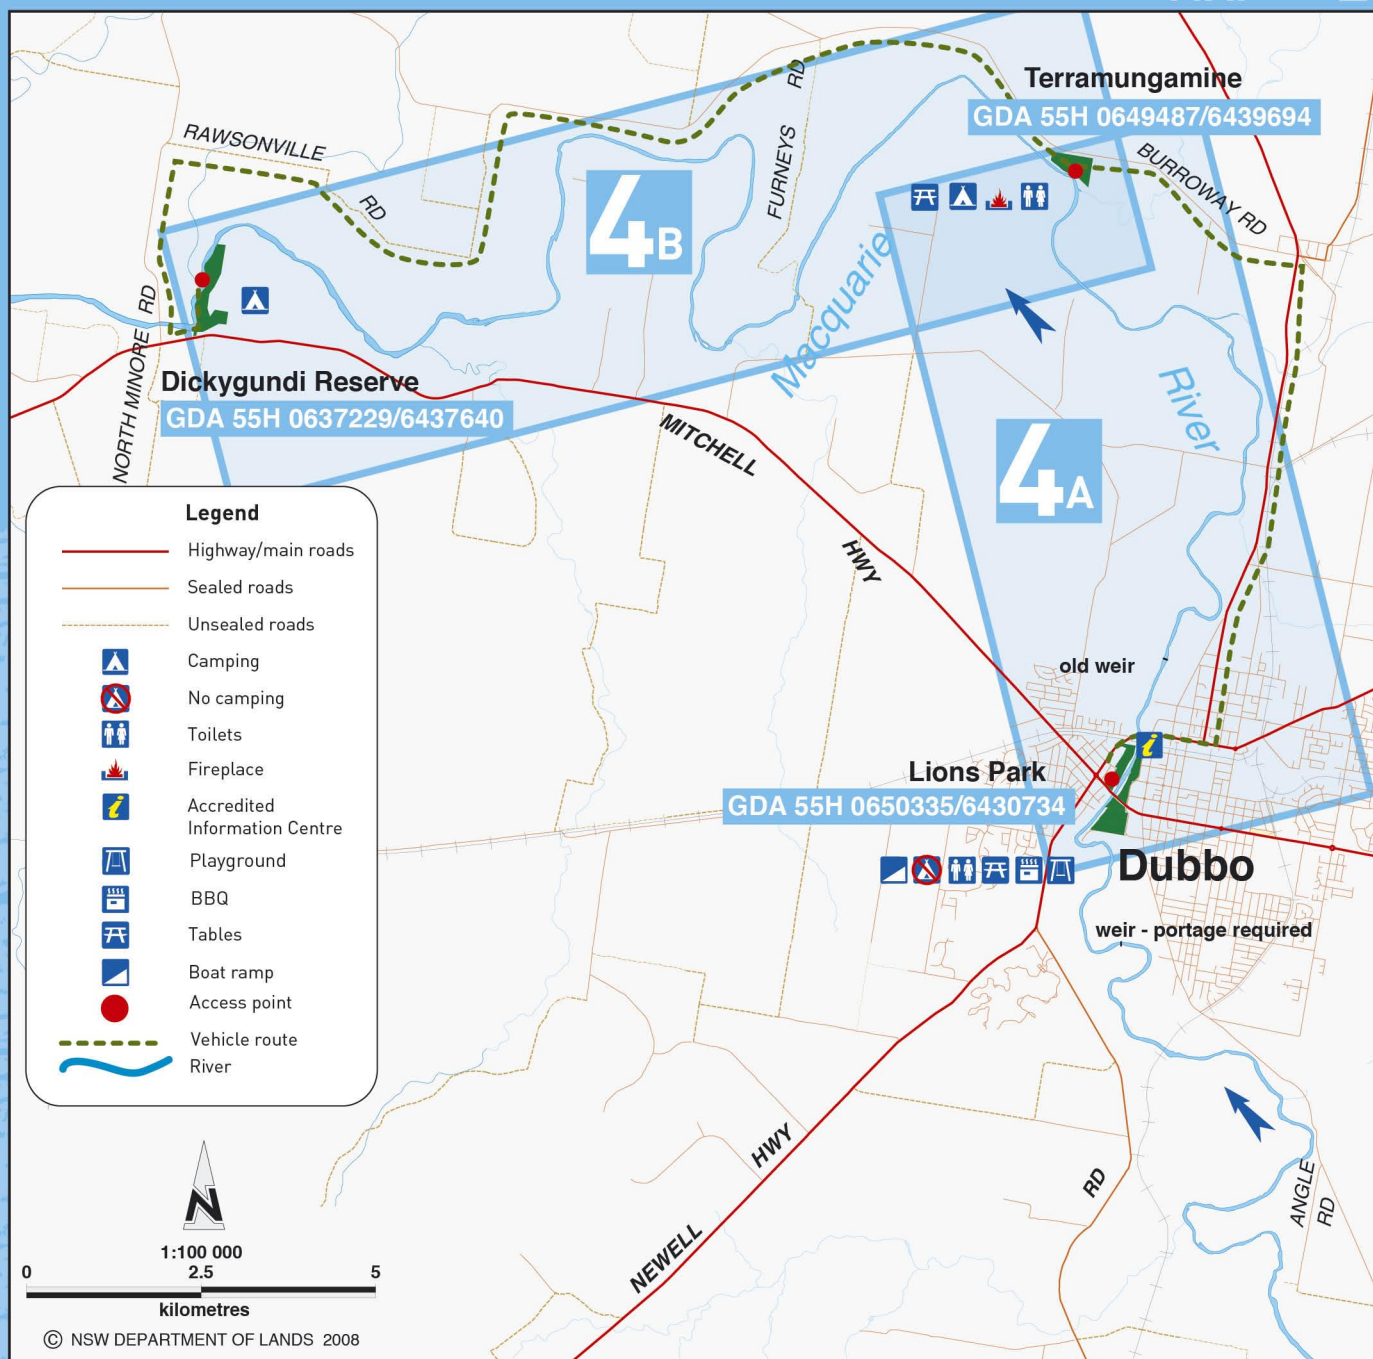 Terramungamine
GDA 55H 0649487/6439694
RAWSONVILLE
RD
FURNEYS
RD
BURROWAY RD
4B
Macquarie
River
NORTH MINORE RD
Dickygundi Reserve
GDA 55H 0637229/6437640
MITCHELL
HWY
4A
old weir
i
Lions Park
GDA 55H 0650335/6430734
Dubbo
weir - portage required
Legend
Highway/main roads
Sealed roads
Unsealed roads
Camping
No camping
Toilets
Fireplace
i
Accredited
Information Centre
Playground
BBQ
Tables
Boat ramp
Access point
Vehicle route
River
HWY
NEWELL
RD
ANGLE
RD
N
1:100 000
0 2.5 5
kilometres
© NSW DEPARTMENT OF LANDS 2008